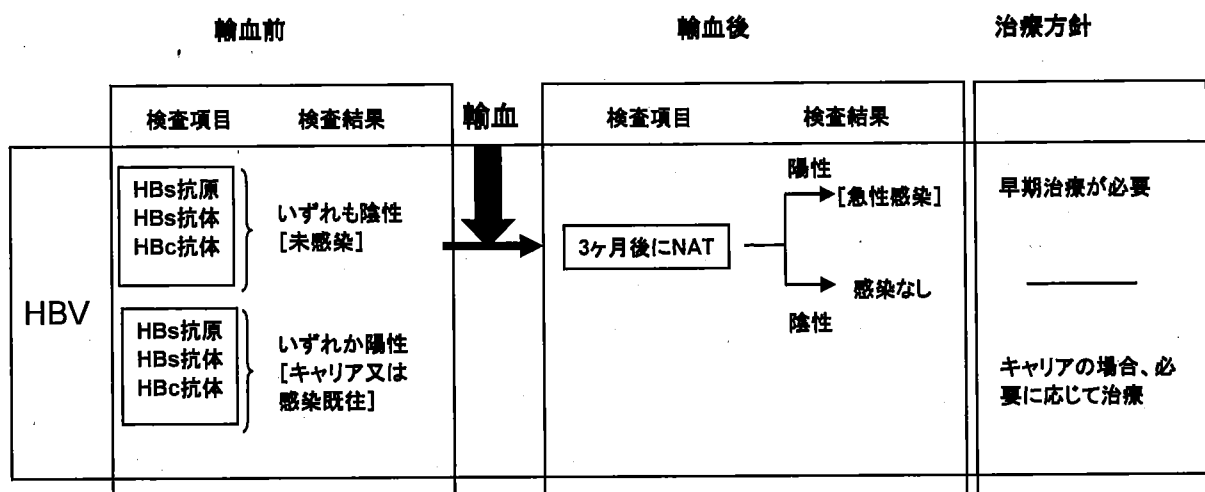 輸血前
輸血後
治療方針
検査項目
検査結果
輸血
検査項目
検査結果
HBV
HBs抗原
HBs抗体
HBc抗体
いずれも陰性
[未感染]
3ヶ月後にNAT
陽性
[急性感染]
感染なし
陰性
早期治療が必要
HBs抗原
HBs抗体
HBc抗体
いずれか陽性
[キャリア又は
感染既往]
キャリアの場合、必
要に応じて治療